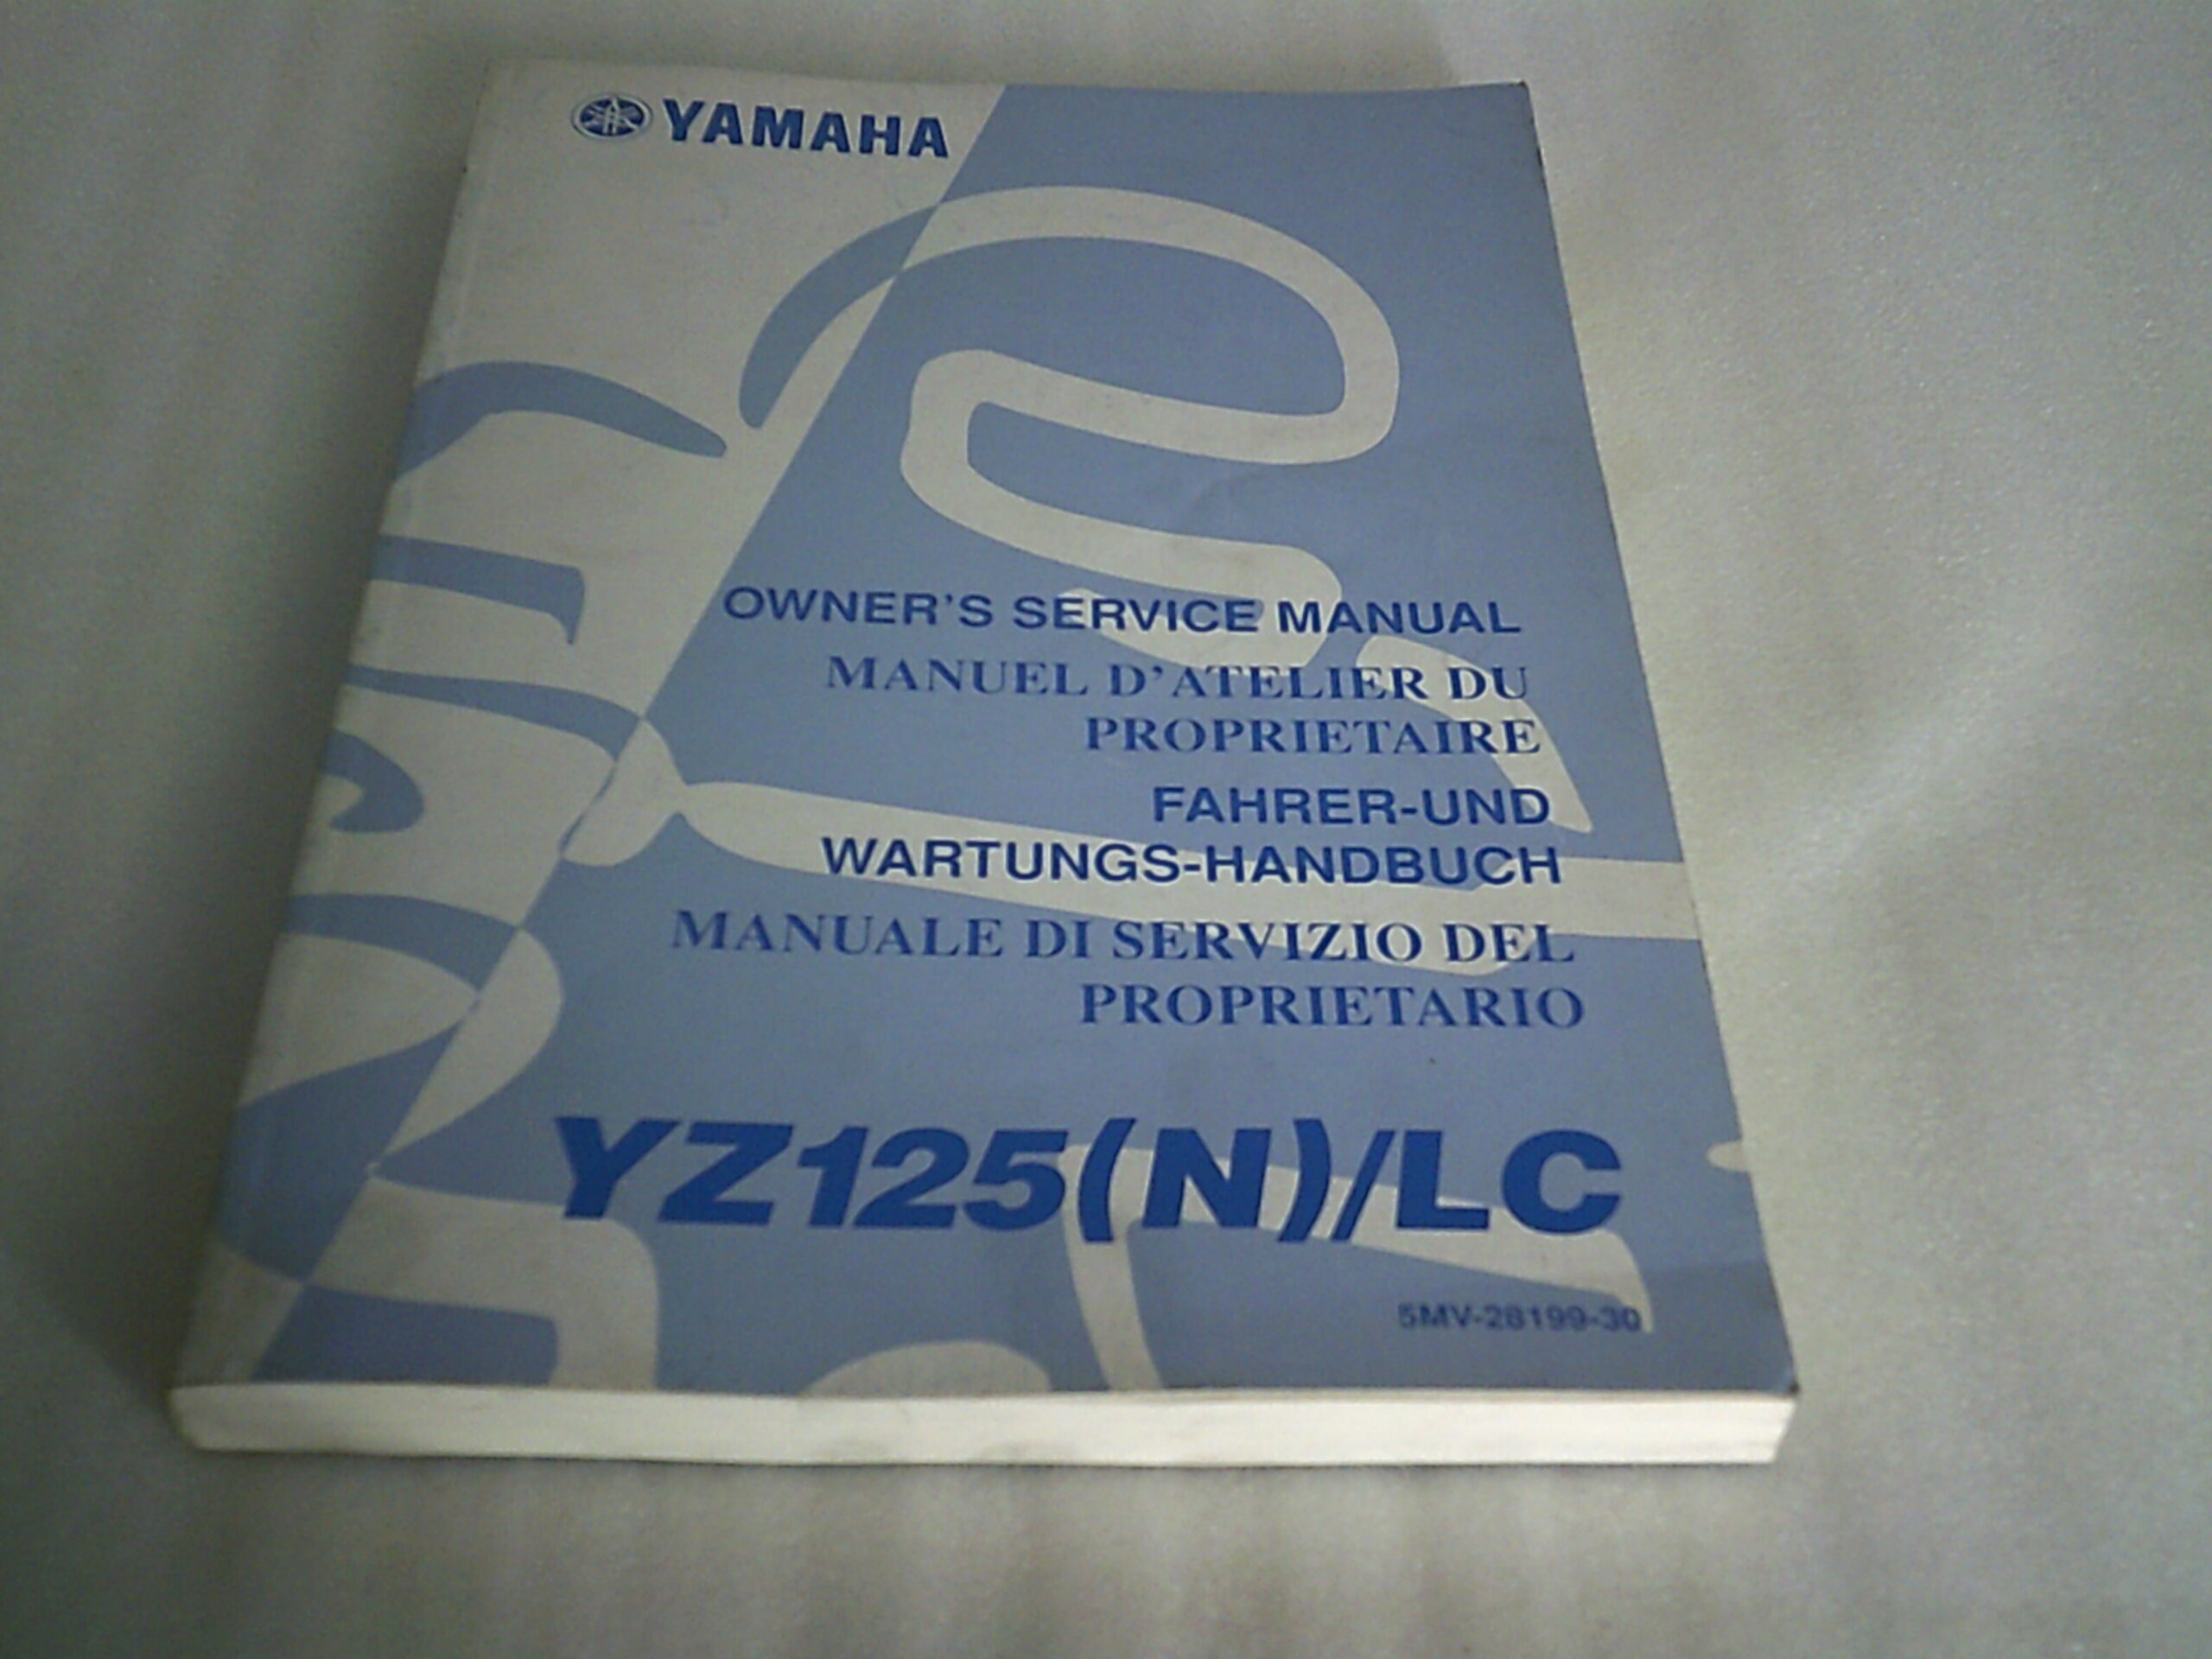 YAMAHA
OWNER'S SERVICE MANUAL
MANUEL D'ATELIER DU
PROPRIETAIRE
FAHRER-UND
WARTUNGS-HANDBUCH
MANUALE DI SERVIZIO DEL
PROPRIETARIO
YZ125(N)/LC
5MV-28199-30